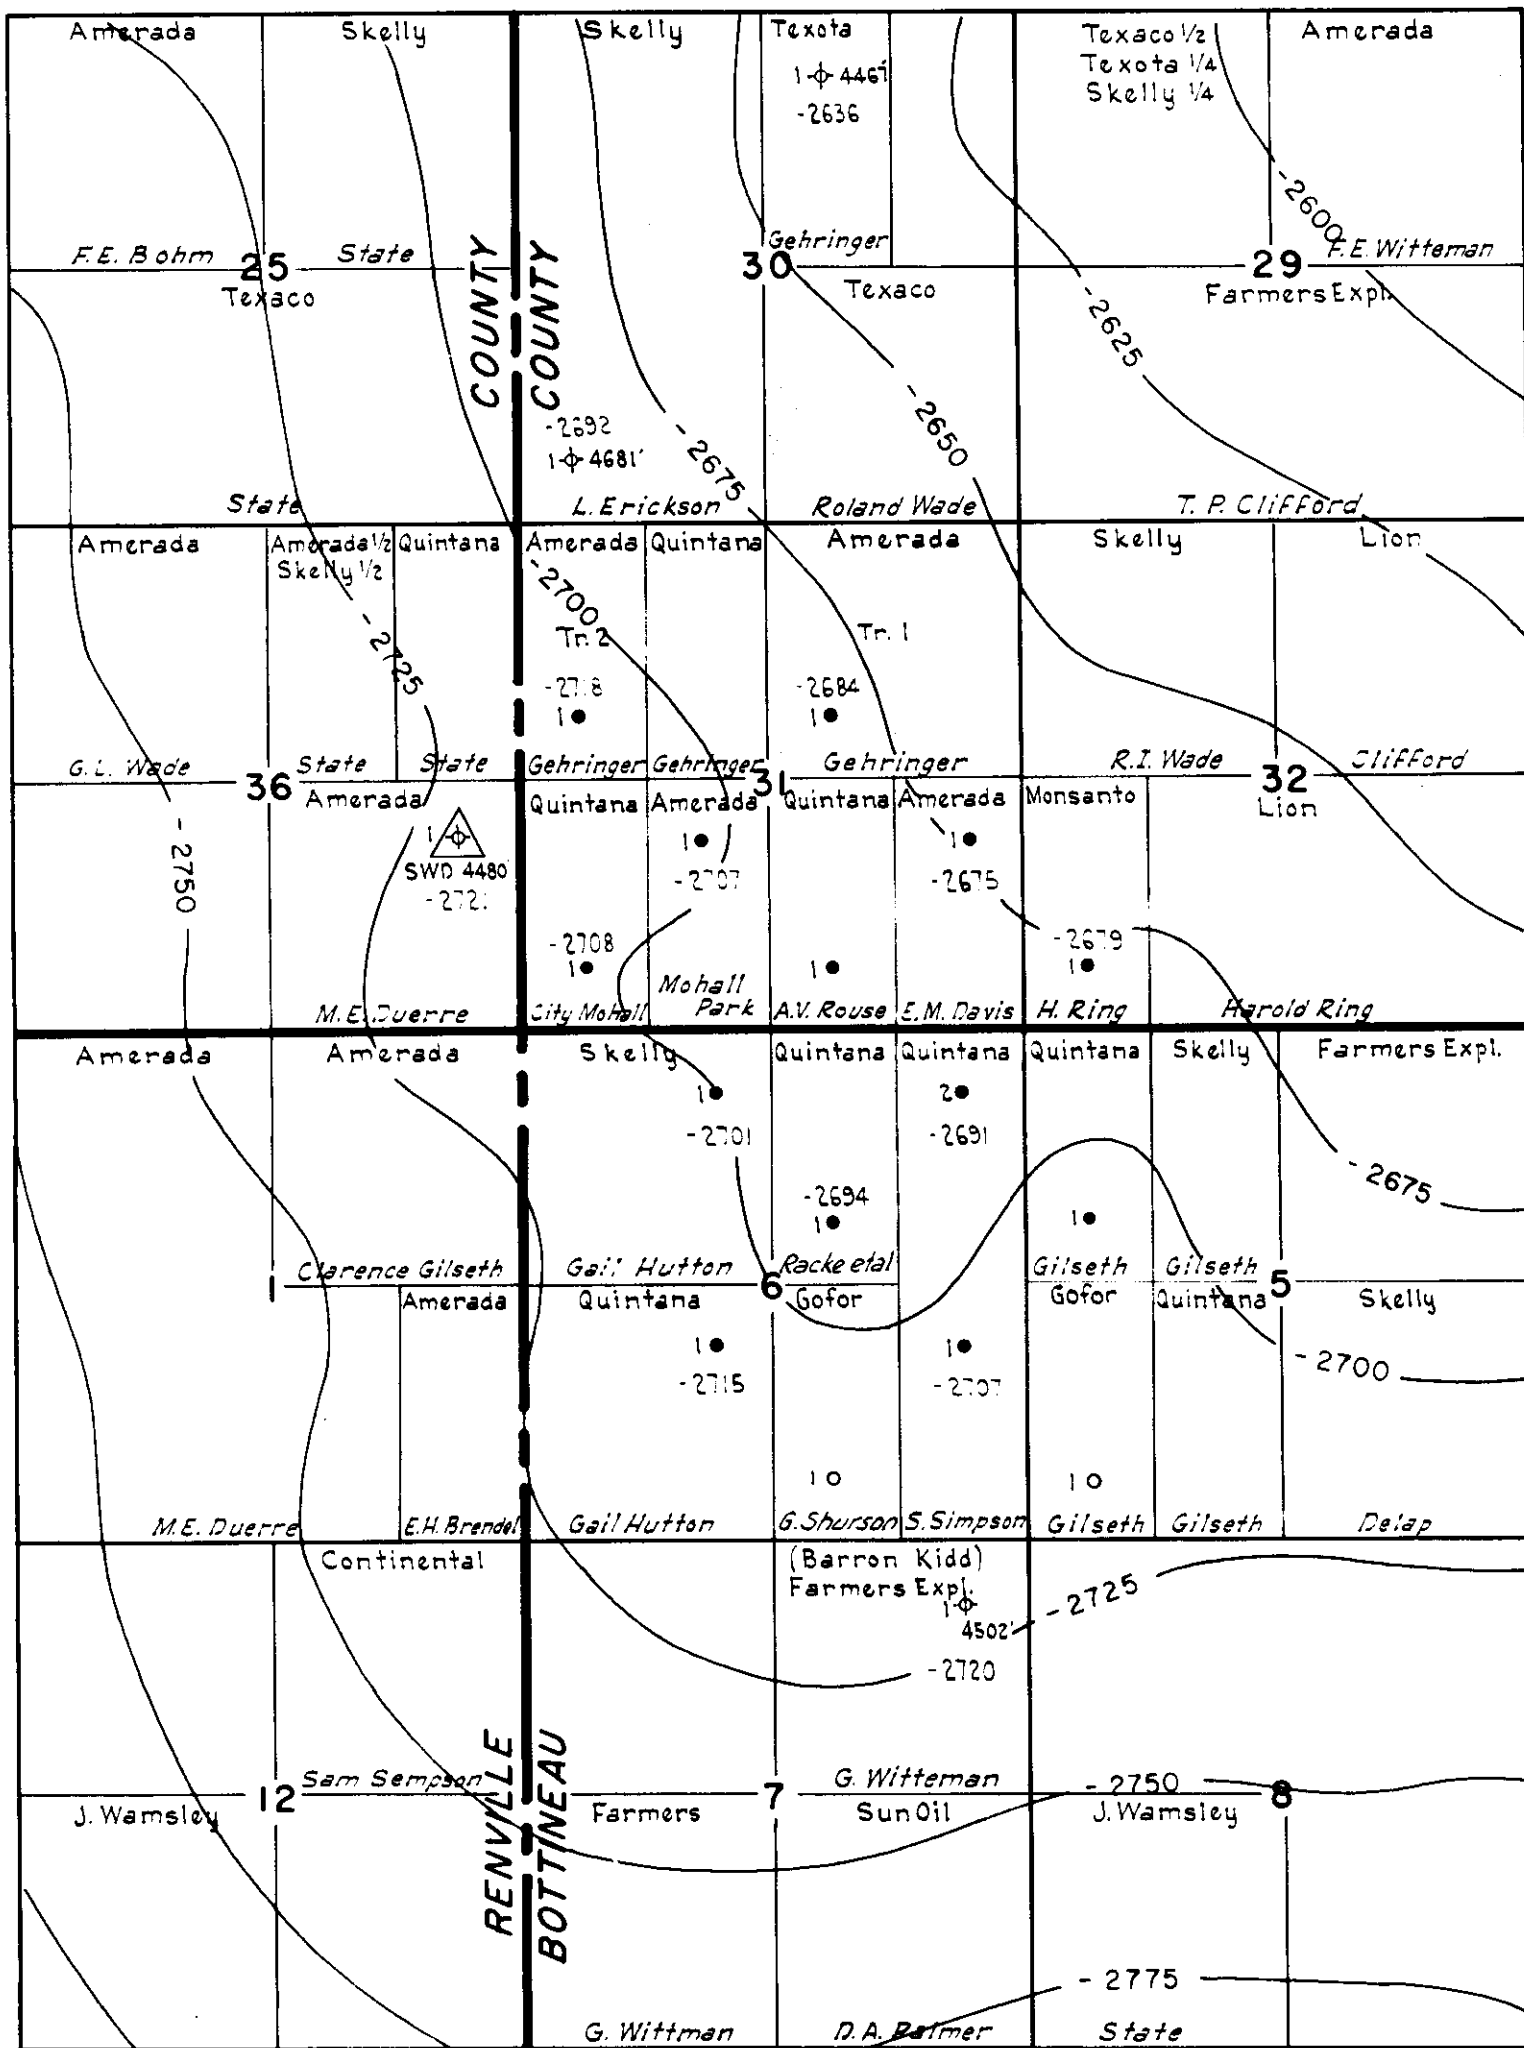 Amerada
Skelly
Skelly
Texota
Texaco 1/2
Amerada
Texota 1/4
Skelly 1/4
1 4467'
-2636
-2600
F.E. Bohm
25
State
COUNTY
COUNTY
Gehringer
30
29
F.E. Witteman
Texaco
Texaco
Farmers Expl.
-2625
-2692
1 4681'
-2675
-2650
State
L. Erickson
Roland Wade
T. P. Clifford
Amerada
Amerada 1/2
Skelly 1/2
Quintana
Amerada
Quintana
Amerada
Skelly
Lion
-2700
Tr. 2
Tr. 1
-2725
-2718
1
-2684
1
G.L. Wade
36
State
State
Gehringer
Gehringer
31
Gehringer
R.I. Wade
32
Clifford
Amerada
Quintana
Amerada
Quintana
Amerada
Monsanto
Lion
-2750
1
SWD 4480'
1
-2707
1
-2675
-2708
1
1
-2679
1
M.E. Duerre
City Mohall
Mohall
Park
A.V. Rouse
E.M. Davis
H. Ring
Harold Ring
Amerada
Amerada
Skelly
Quintana
Quintana
Quintana
Skelly
Farmers Expl.
1
-2701
2
-2691
-2675
-2694
1
1
1
Clarence Gilseth
Gail Hutton
6
Racke etal
Gilseth
Gilseth
5
Amerada
Quintana
Gofor
Gofor
Quintana
Skelly
1
-2715
1
-2707
-2700
1
1
M.E. Duerre
E.H. Brendel
Gail Hutton
G. Shurson
S. Simpson
Gilseth
Gilseth
Delap
Continental
(Barron Kidd)
Farmers Expl.
1
4502'
-2725
-2720
J. Wamsley
12
Sam Sempson
RENVILLE
BOTTINEAU
Farmers
7
G. Witteman
Sun Oil
-2750
J. Wamsley
8
-2775
G. Wittman
D.A. Palmer
State